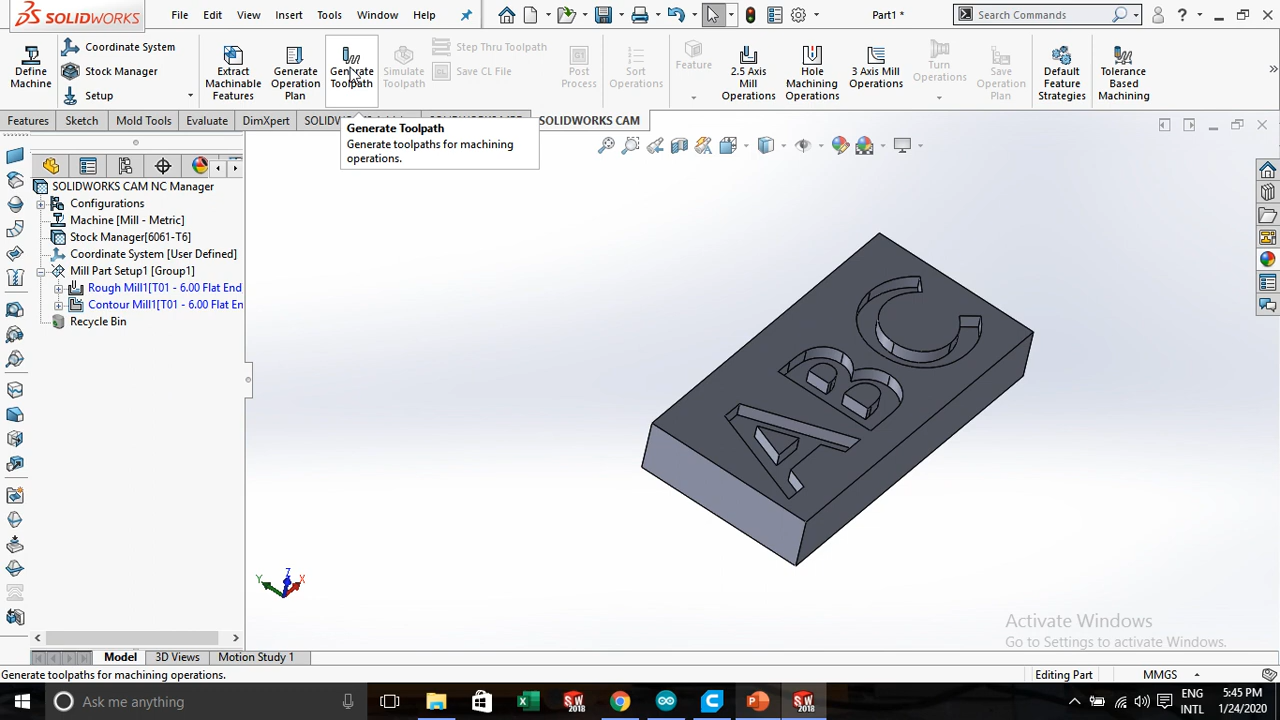 SOLIDWORKS
File Edit View Insert Tools Window Help
Part1 *
Search Commands
?
Define Machine
Coordinate System
Stock Manager
Setup
Extract Machinable Features
Generate Operation Plan
Generate Toolpath
Simulate Toolpath
Step Thru Toolpath
Save CL File
Post Process
Sort Operations
Feature
2.5 Axis Mill Operations
Hole Machining Operations
3 Axis Mill Operations
Turn Operations
Save Operation Plan
Default Feature Strategies
Tolerance Based Machining
Features Sketch Mold Tools Evaluate DimXpert SOLIDWORKS CAM
Generate Toolpath
Generate toolpaths for machining
operations.
SOLIDWORKS CAM NC Manager
Configurations
Machine [Mill - Metric]
Stock Manager[6061-T6]
Coordinate System [User Defined]
Mill Part Setup1 [Group1]
Rough Mill1[T01 - 6.00 Flat End
Contour Mill1[T01 - 6.00 Flat En
Recycle Bin
ABC
Z
Y X
Activate Windows
Go to Settings to activate Windows.
Model 3D Views Motion Study 1
Generate toolpaths for machining operations.
Editing Part MMGS
Ask me anything
SW 2018
SW 2018
ENG
INTL
5:45 PM
1/24/2020